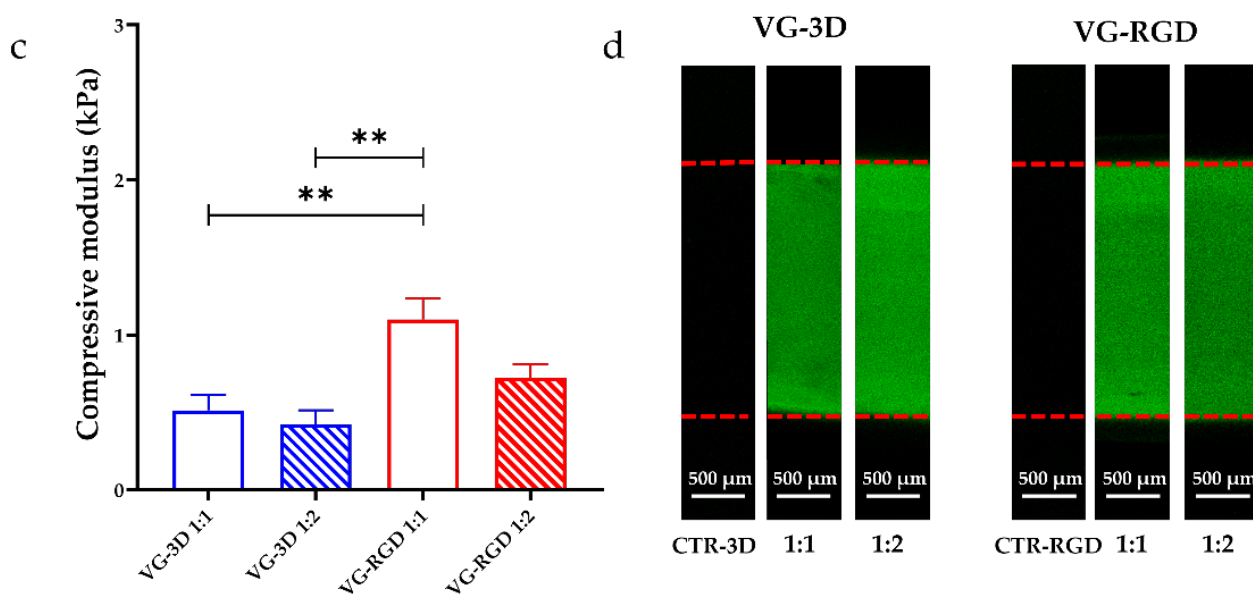 c
Compressive modulus (kPa)
3
2
1
0
**
**
VG-3D 1:1
VG-3D 1:2
VG-RGD 1:1
VG-RGD 1:2
d
VG-3D
VG-RGD
500 μm
500 μm
500 μm
500 μm
500 μm
500 μm
CTR-3D
1:1
1:2
CTR-RGD
1:1
1:2